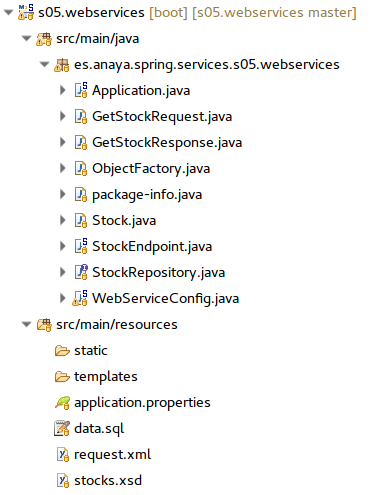 s05.webservices [boot] [s05.webservices master]
src/main/java
es.anaya.spring.services.s05.webservices
Application.java
GetStockRequest.java
GetStockResponse.java
ObjectFactory.java
package-info.java
Stock.java
StockEndpoint.java
StockRepository.java
WebServiceConfig.java
src/main/resources
static
templates
application.properties
data.sql
request.xml
stocks.xsd